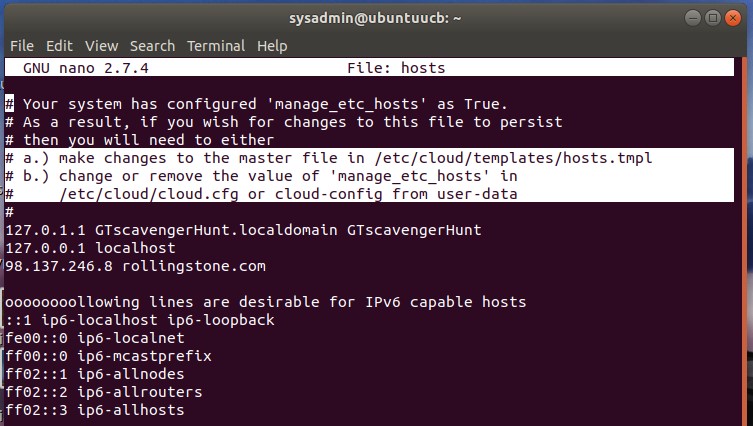 sysadmin@ubuntuucb: ~
File Edit View Search Terminal Help
GNU nano 2.7.4 File: hosts
# Your system has configured 'manage_etc_hosts' as True.
# As a result, if you wish for changes to this file to persist
# then you will need to either
# a.) make changes to the master file in /etc/cloud/templates/hosts.tmpl
# b.) change or remove the value of 'manage_etc_hosts' in
# /etc/cloud/cloud.cfg or cloud-config from user-data
#
127.0.1.1 GTscavengerHunt.localdomain GTscavengerHunt
127.0.0.1 localhost
98.137.246.8 rollingstone.com
oooooooollowing lines are desirable for IPv6 capable hosts
::1 ip6-localhost ip6-loopback
fe00::0 ip6-localnet
ff00::0 ip6-mcastprefix
ff02::1 ip6-allnodes
ff02::2 ip6-allrouters
ff02::3 ip6-allhosts